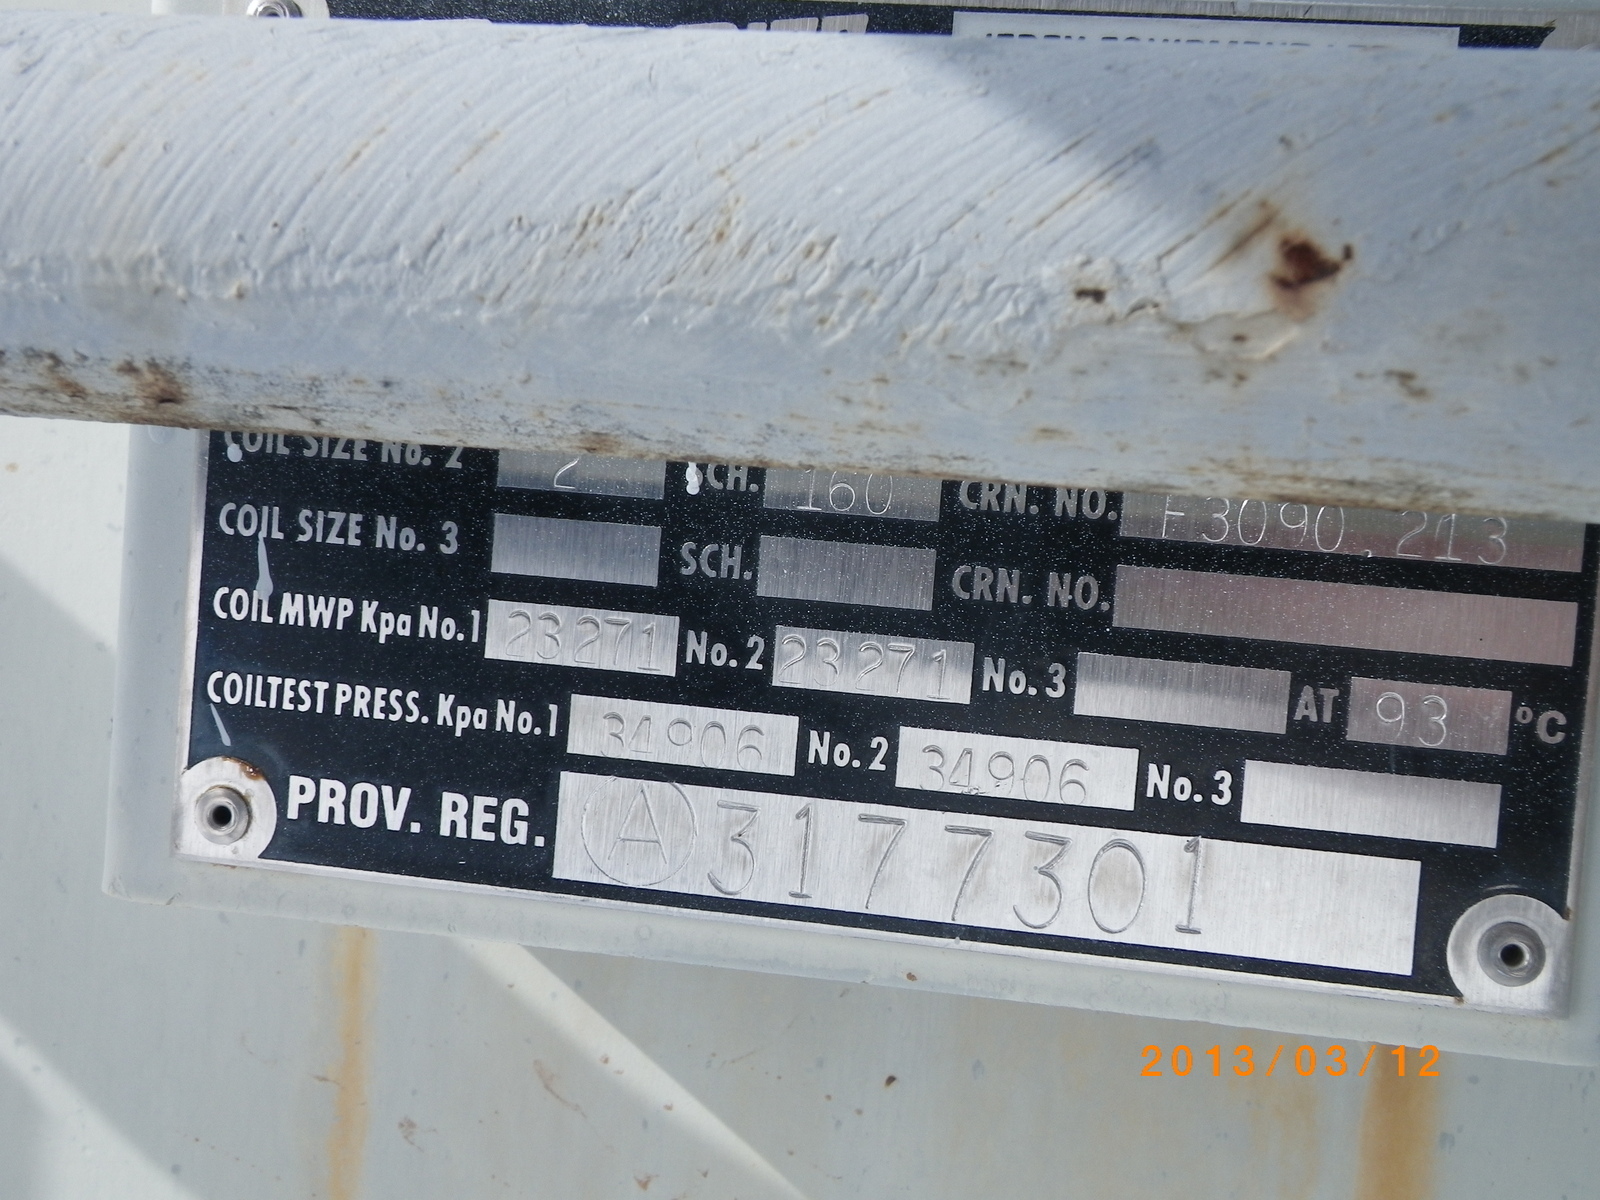 COIL SIZE No. 2 2 SCH. 160 CRN. NO. F3090.213
COIL SIZE No. 3 SCH. CRN. NO.
COIL MWP Kpa No.1 23271 No. 2 23271 No. 3 AT 93 °C
COILTEST PRESS. Kpa No.1 34906 No. 2 34906 No. 3
PROV. REG. A 3177301
2013/03/12